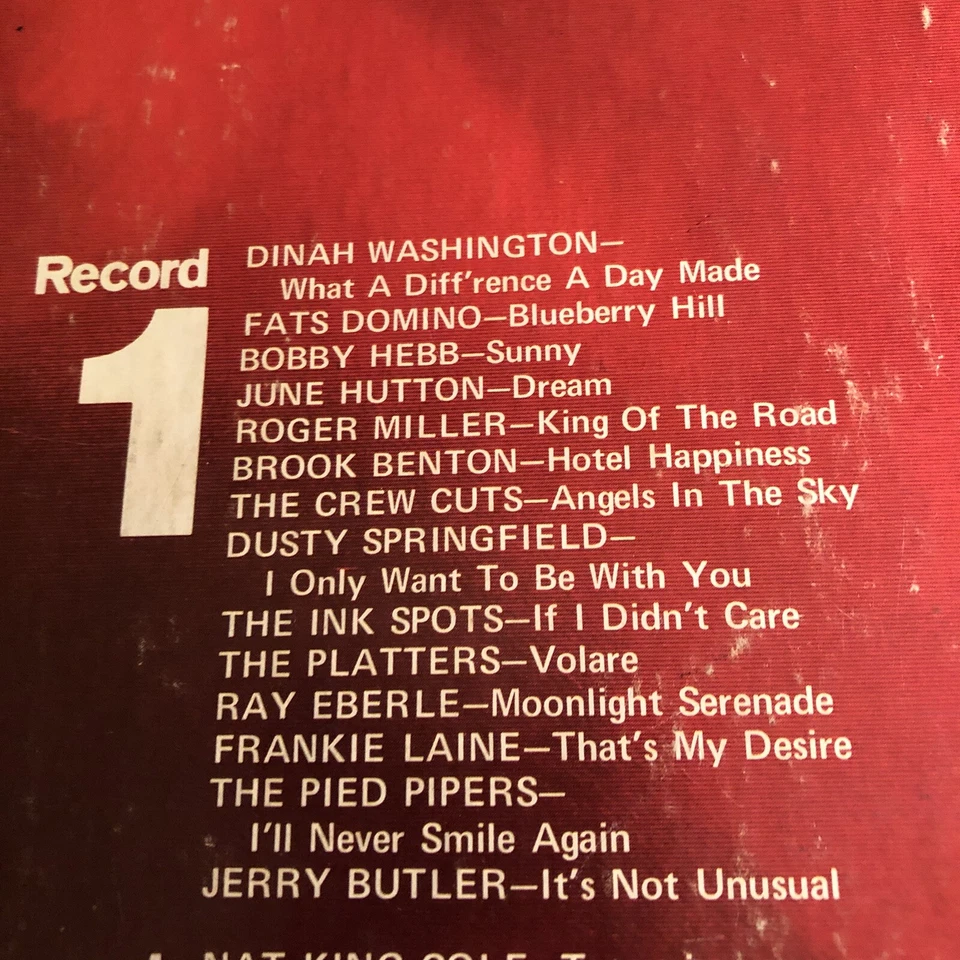 Record
1
DINAH WASHINGTON—
What A Diff'rence A Day Made
FATS DOMINO—Blueberry Hill
BOBBY HEBB—Sunny
JUNE HUTTON—Dream
ROGER MILLER—King Of The Road
BROOK BENTON—Hotel Happiness
THE CREW CUTS—Angels In The Sky
DUSTY SPRINGFIELD—
I Only Want To Be With You
THE INK SPOTS—If I Didn't Care
THE PLATTERS—Volare
RAY EBERLE—Moonlight Serenade
FRANKIE LAINE—That's My Desire
THE PIED PIPERS—
I'll Never Smile Again
JERRY BUTLER—It's Not Unusual
NAT KING COLE